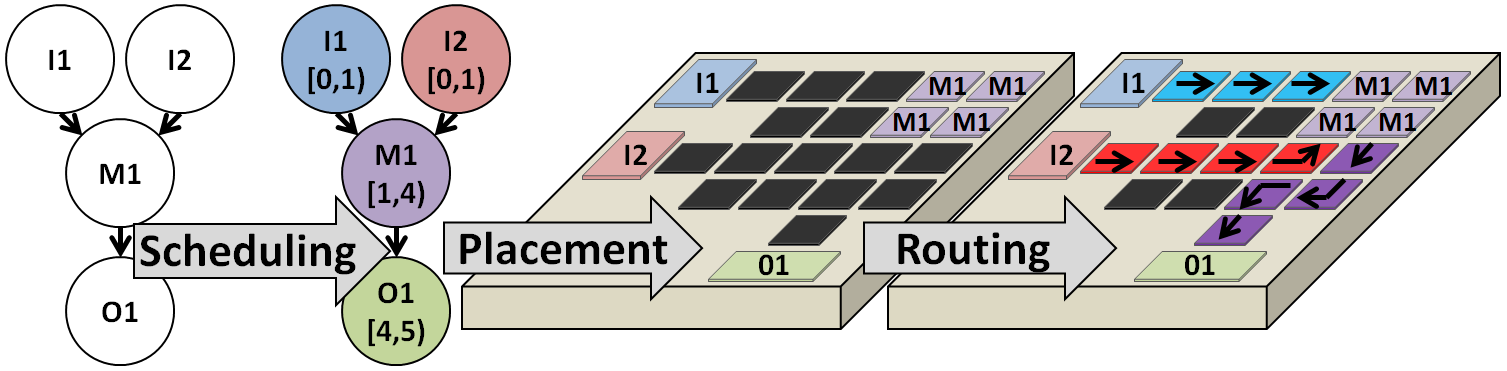 I1
I2
M1
O1
Scheduling
I1
[0,1)
I2
[0,1)
M1
[1,4)
O1
[4,5)
Placement
I1
M1 M1
M1 M1
I2
01
Routing
I1
M1 M1
M1 M1
I2
01